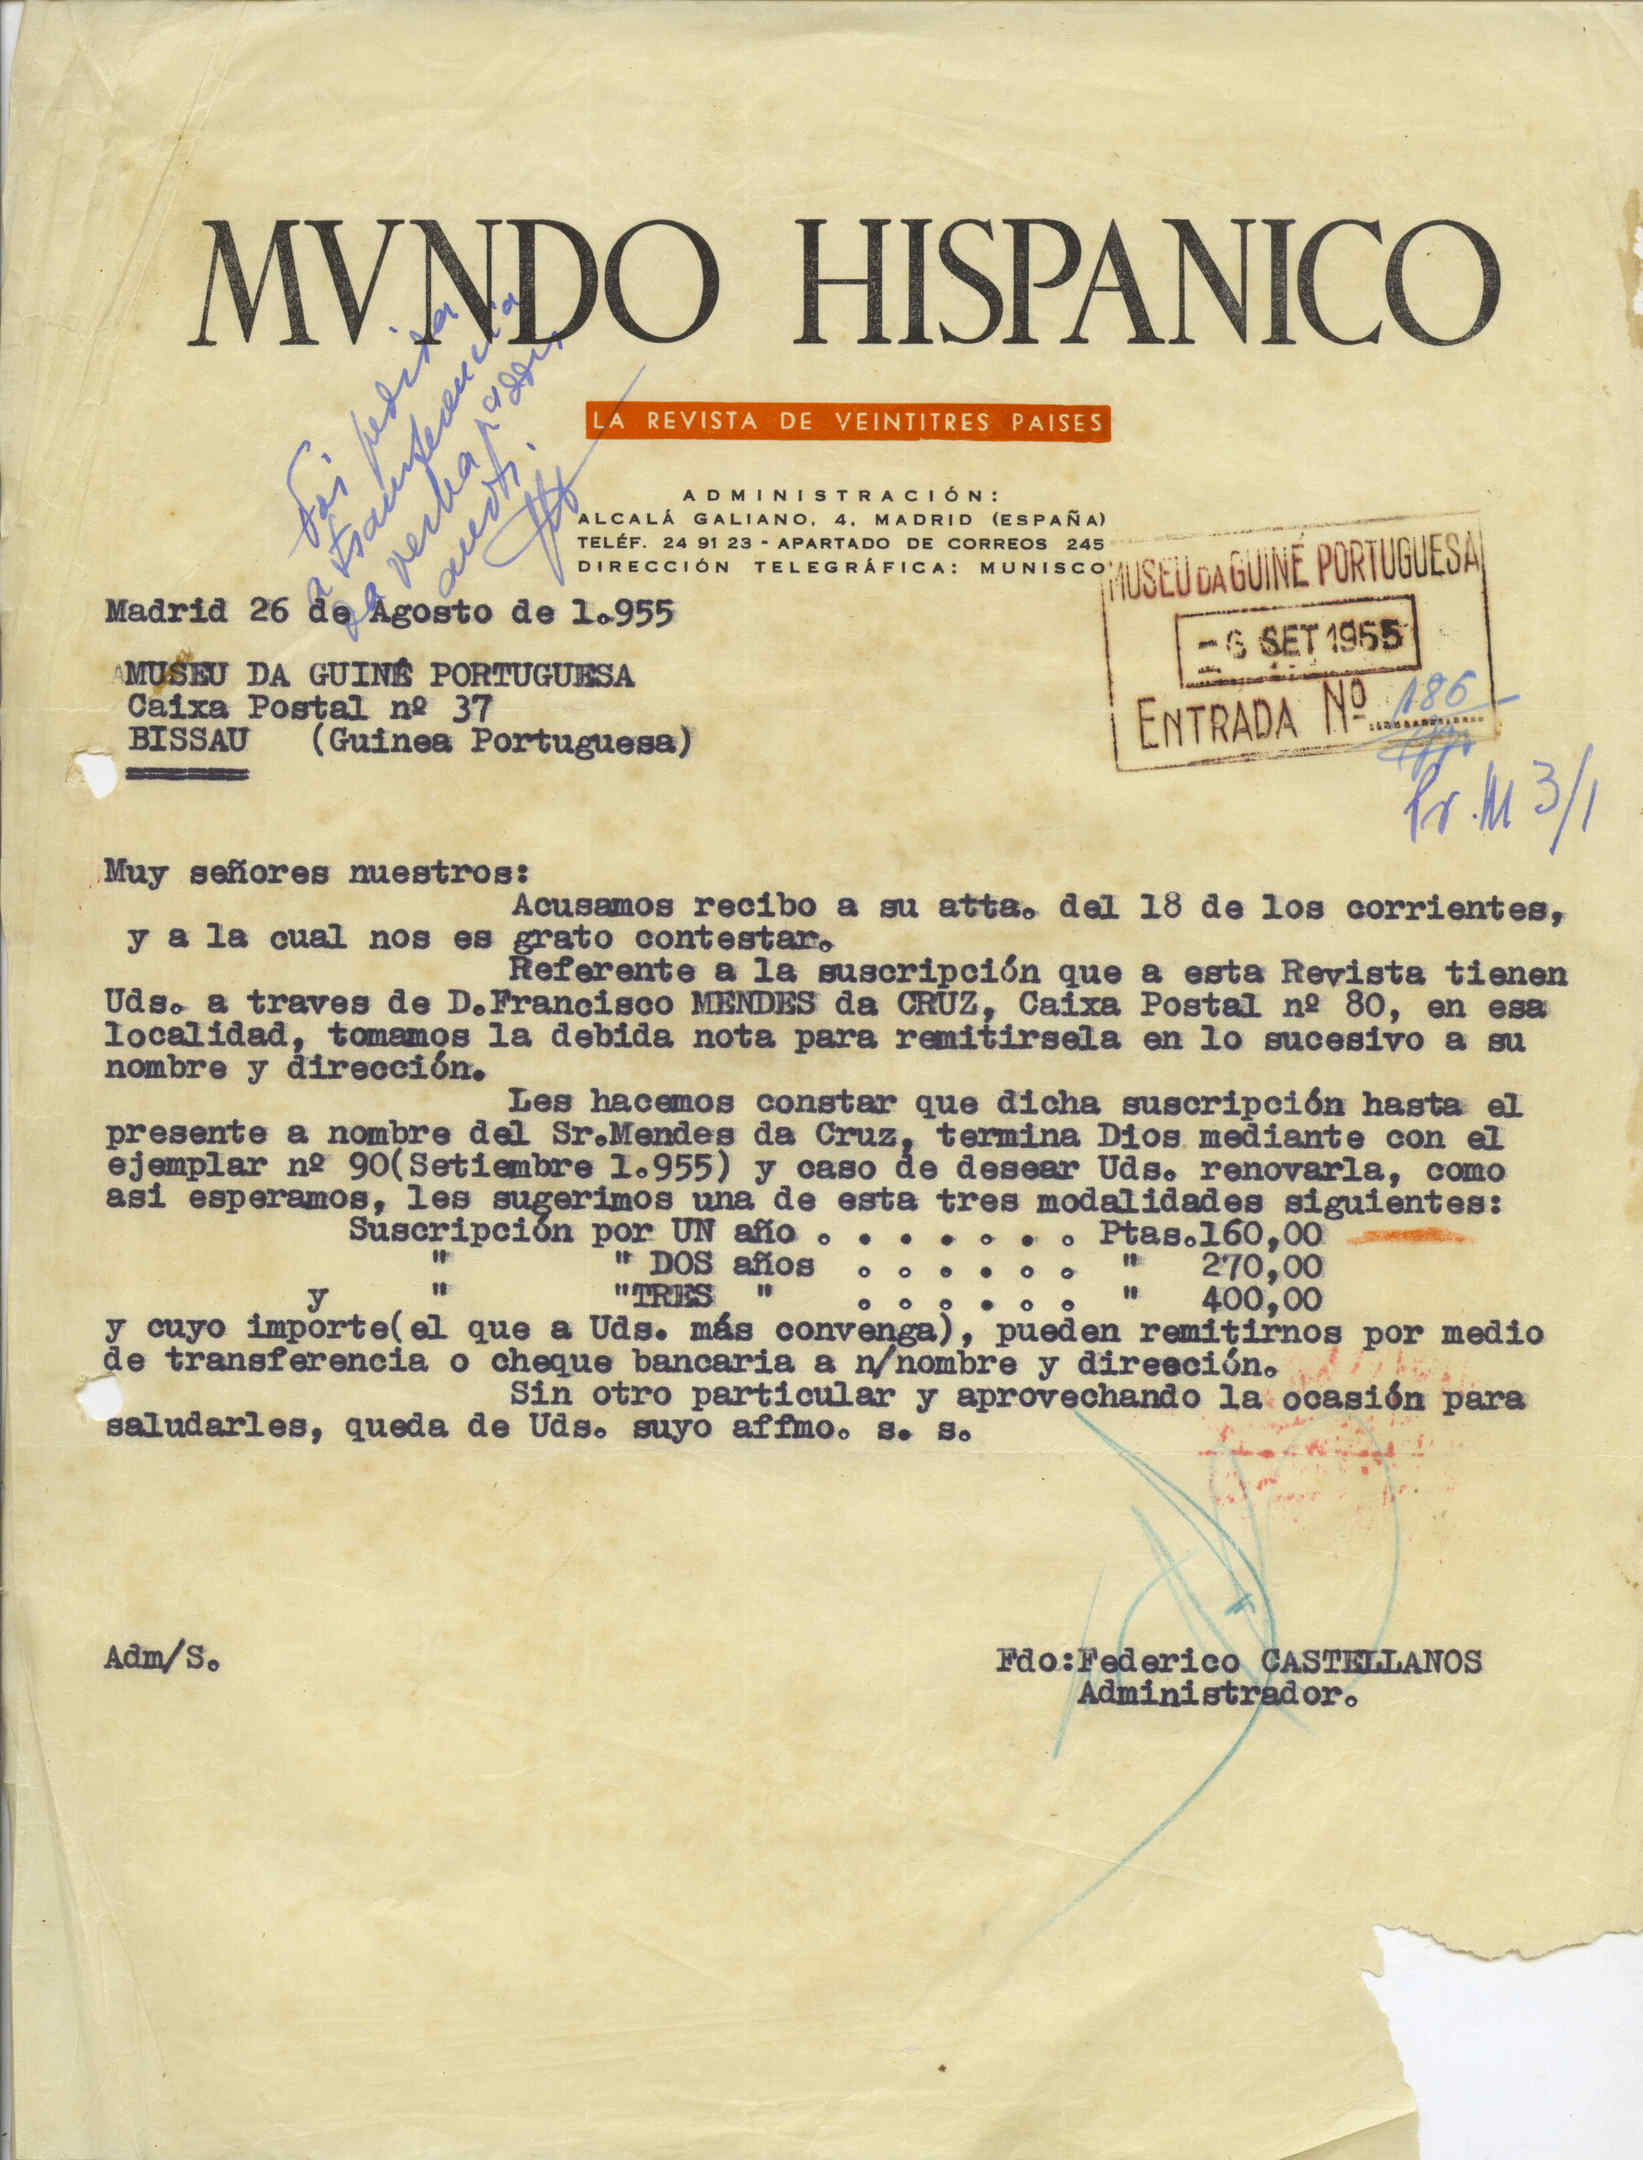 MVNDO HISPANICO
LA REVISTA DE VEINTITRES PAISES
ADMINISTRACIÓN:
ALCALÁ GALIANO, 4. MADRID (ESPAÑA)
TELÉF. 24 91 23 - APARTADO DE CORREOS 245
DIRECCIÓN TELEGRÁFICA: MUNISCO
Foi pedida
a transferencia
da verba p.ª
MUSEU DA GUINÉ PORTUGUESA
-6 SET 1955
ENTRADA Nº 186
Pr. M 3/1
Madrid 26 de Agosto de 1.955
MUSEU DA GUINÉ PORTUGUESA
Caixa Postal nº 37
BISSAU (Guinea Portuguesa)
Muy señores nuestros:
Acusamos recibo a su atta. del 18 de los corrientes,
y a la cual nos es grato contestar.
Referente a la suscripción que a esta Revista tienen
Uds. a traves de D.Francisco MENDES da CRUZ, Caixa Postal nº 80, en esa
localidad, tomamos la debida nota para remitirsela en lo sucesivo a su
nombre y dirección.
Les hacemos constar que dicha suscripción hasta el
presente a nombre del Sr.Mendes da Cruz, termina Dios mediante con el
ejemplar nº 90(Setiembre 1.955) y caso de desear Uds. renovarla, como
asi esperamos, les sugerimos una de esta tres modalidades siguientes:
Suscripción por UN año . . . . . . . Ptas.160,00
" " DOS años . . . . . . " 270,00
y " "TRES " . . . . . . " 400,00
y cuyo importe(el que a Uds. más convenga), pueden remitirnos por medio
de transferencia o cheque bancaria a n/nombre y direeción.
Sin otro particular y aprovechando la ocasión para
saludarles, queda de Uds. suyo affmo. s. s.
Adm/S.
Fdo:Federico CASTELLANOS
Administrador.